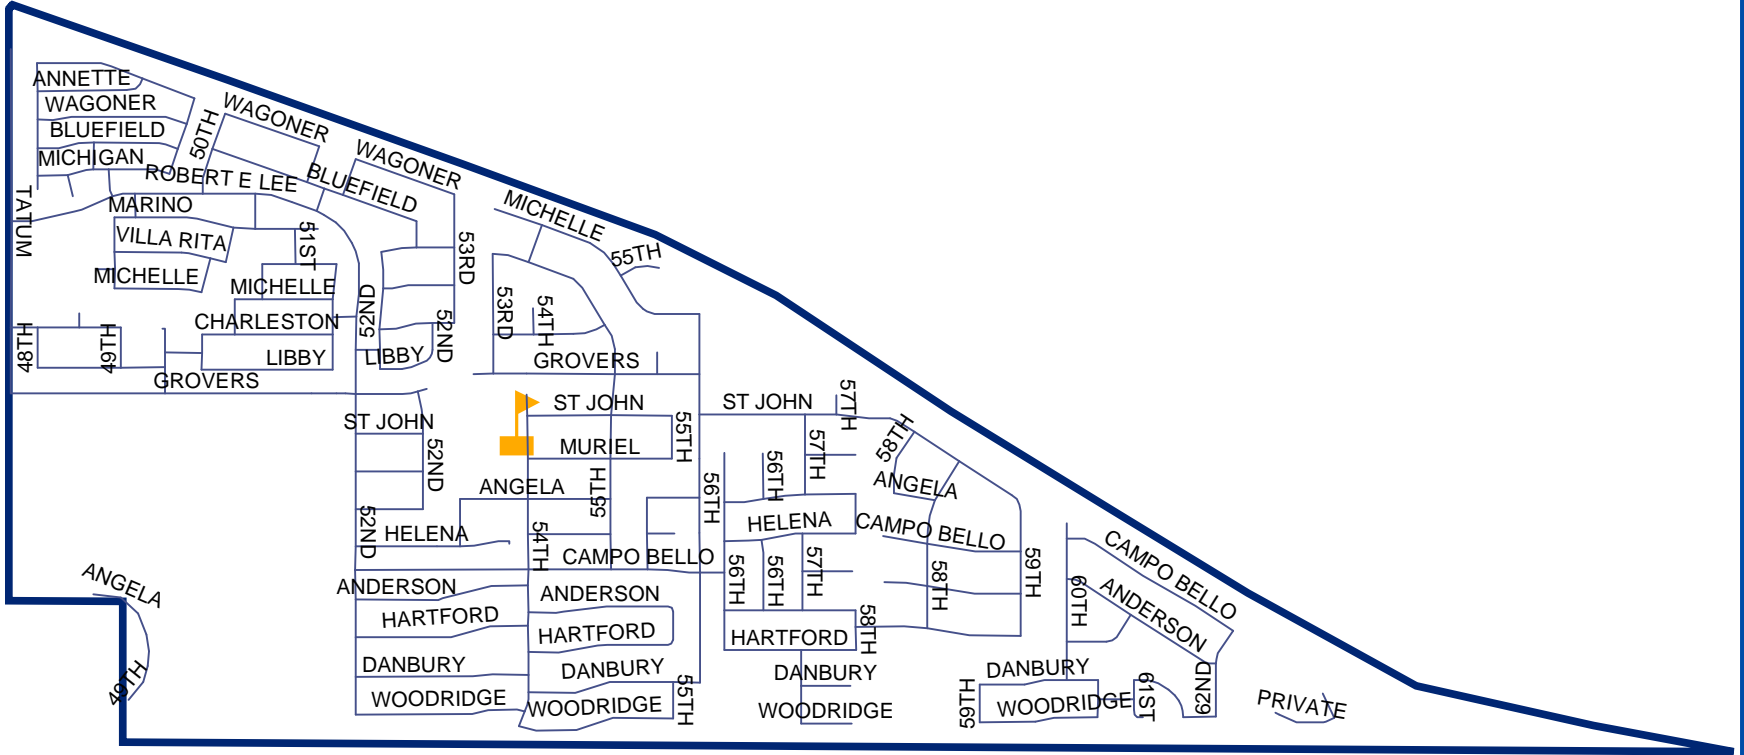 ANNETTE
WAGONER
WAGONER
BLUEFIELD
50TH
WAGONER
MICHIGAN
ROBERT E LEE
BLUEFIELD
TATUM
MARINO
MICHELLE
VILLA RITA
51ST
53RD
55TH
MICHELLE
MICHELLE
53RD
54TH
CHARLESTON
52ND
52ND
48TH
49TH
LIBBY
LIBBY
GROVERS
GROVERS
ST JOHN
ST JOHN
ST JOHN
57TH
58TH
52ND
MURIEL
55TH
57TH
56TH
ANGELA
55TH
56TH
ANGELA
52ND
HELENA
54TH
HELENA
CAMPO BELLO
CAMPO BELLO
CAMPO BELLO
ANGELA
ANDERSON
ANDERSON
56TH
56TH
57TH
58TH
59TH
60TH
ANDERSON
HARTFORD
HARTFORD
HARTFORD
58TH
DANBURY
DANBURY
DANBURY
DANBURY
49TH
WOODRIDGE
WOODRIDGE
55TH
WOODRIDGE
59TH
WOODRIDGE
61ST
62ND
PRIVATE